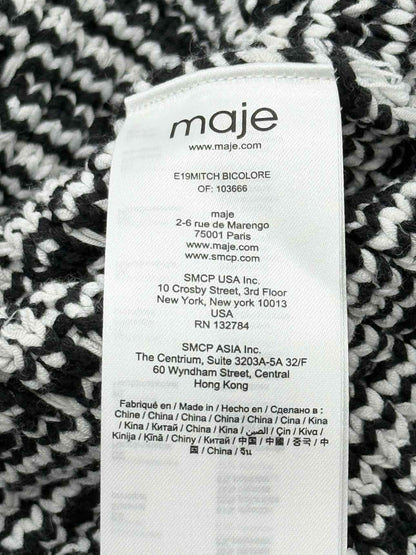 maje
www.maje.com
E19MITCH BICOLORE
OF: 103666
maje
2-6 rue de Marengo
75001 Paris
www.maje.com
www.smcp.com
SMCP USA Inc.
10 Crosby Street, 3rd Floor
New York, New york 10013
USA
RN 132784
SMCP ASIA Inc.
The Centrium, Suite 3203A-5A 32/F
60 Wyndham Street, Central
Hong Kong
Fabriqué en / Made in / Hecho en / Сделано в :
Chine / China / China / China / China / Cina / Kina
/ Kina / Китай / China / Kina / الصين / Çin / Κίνα /
Kinija / Ķīnā / Chiny / Китай / 中国 / 中國 / 중국 / 中
国 / China / จีน